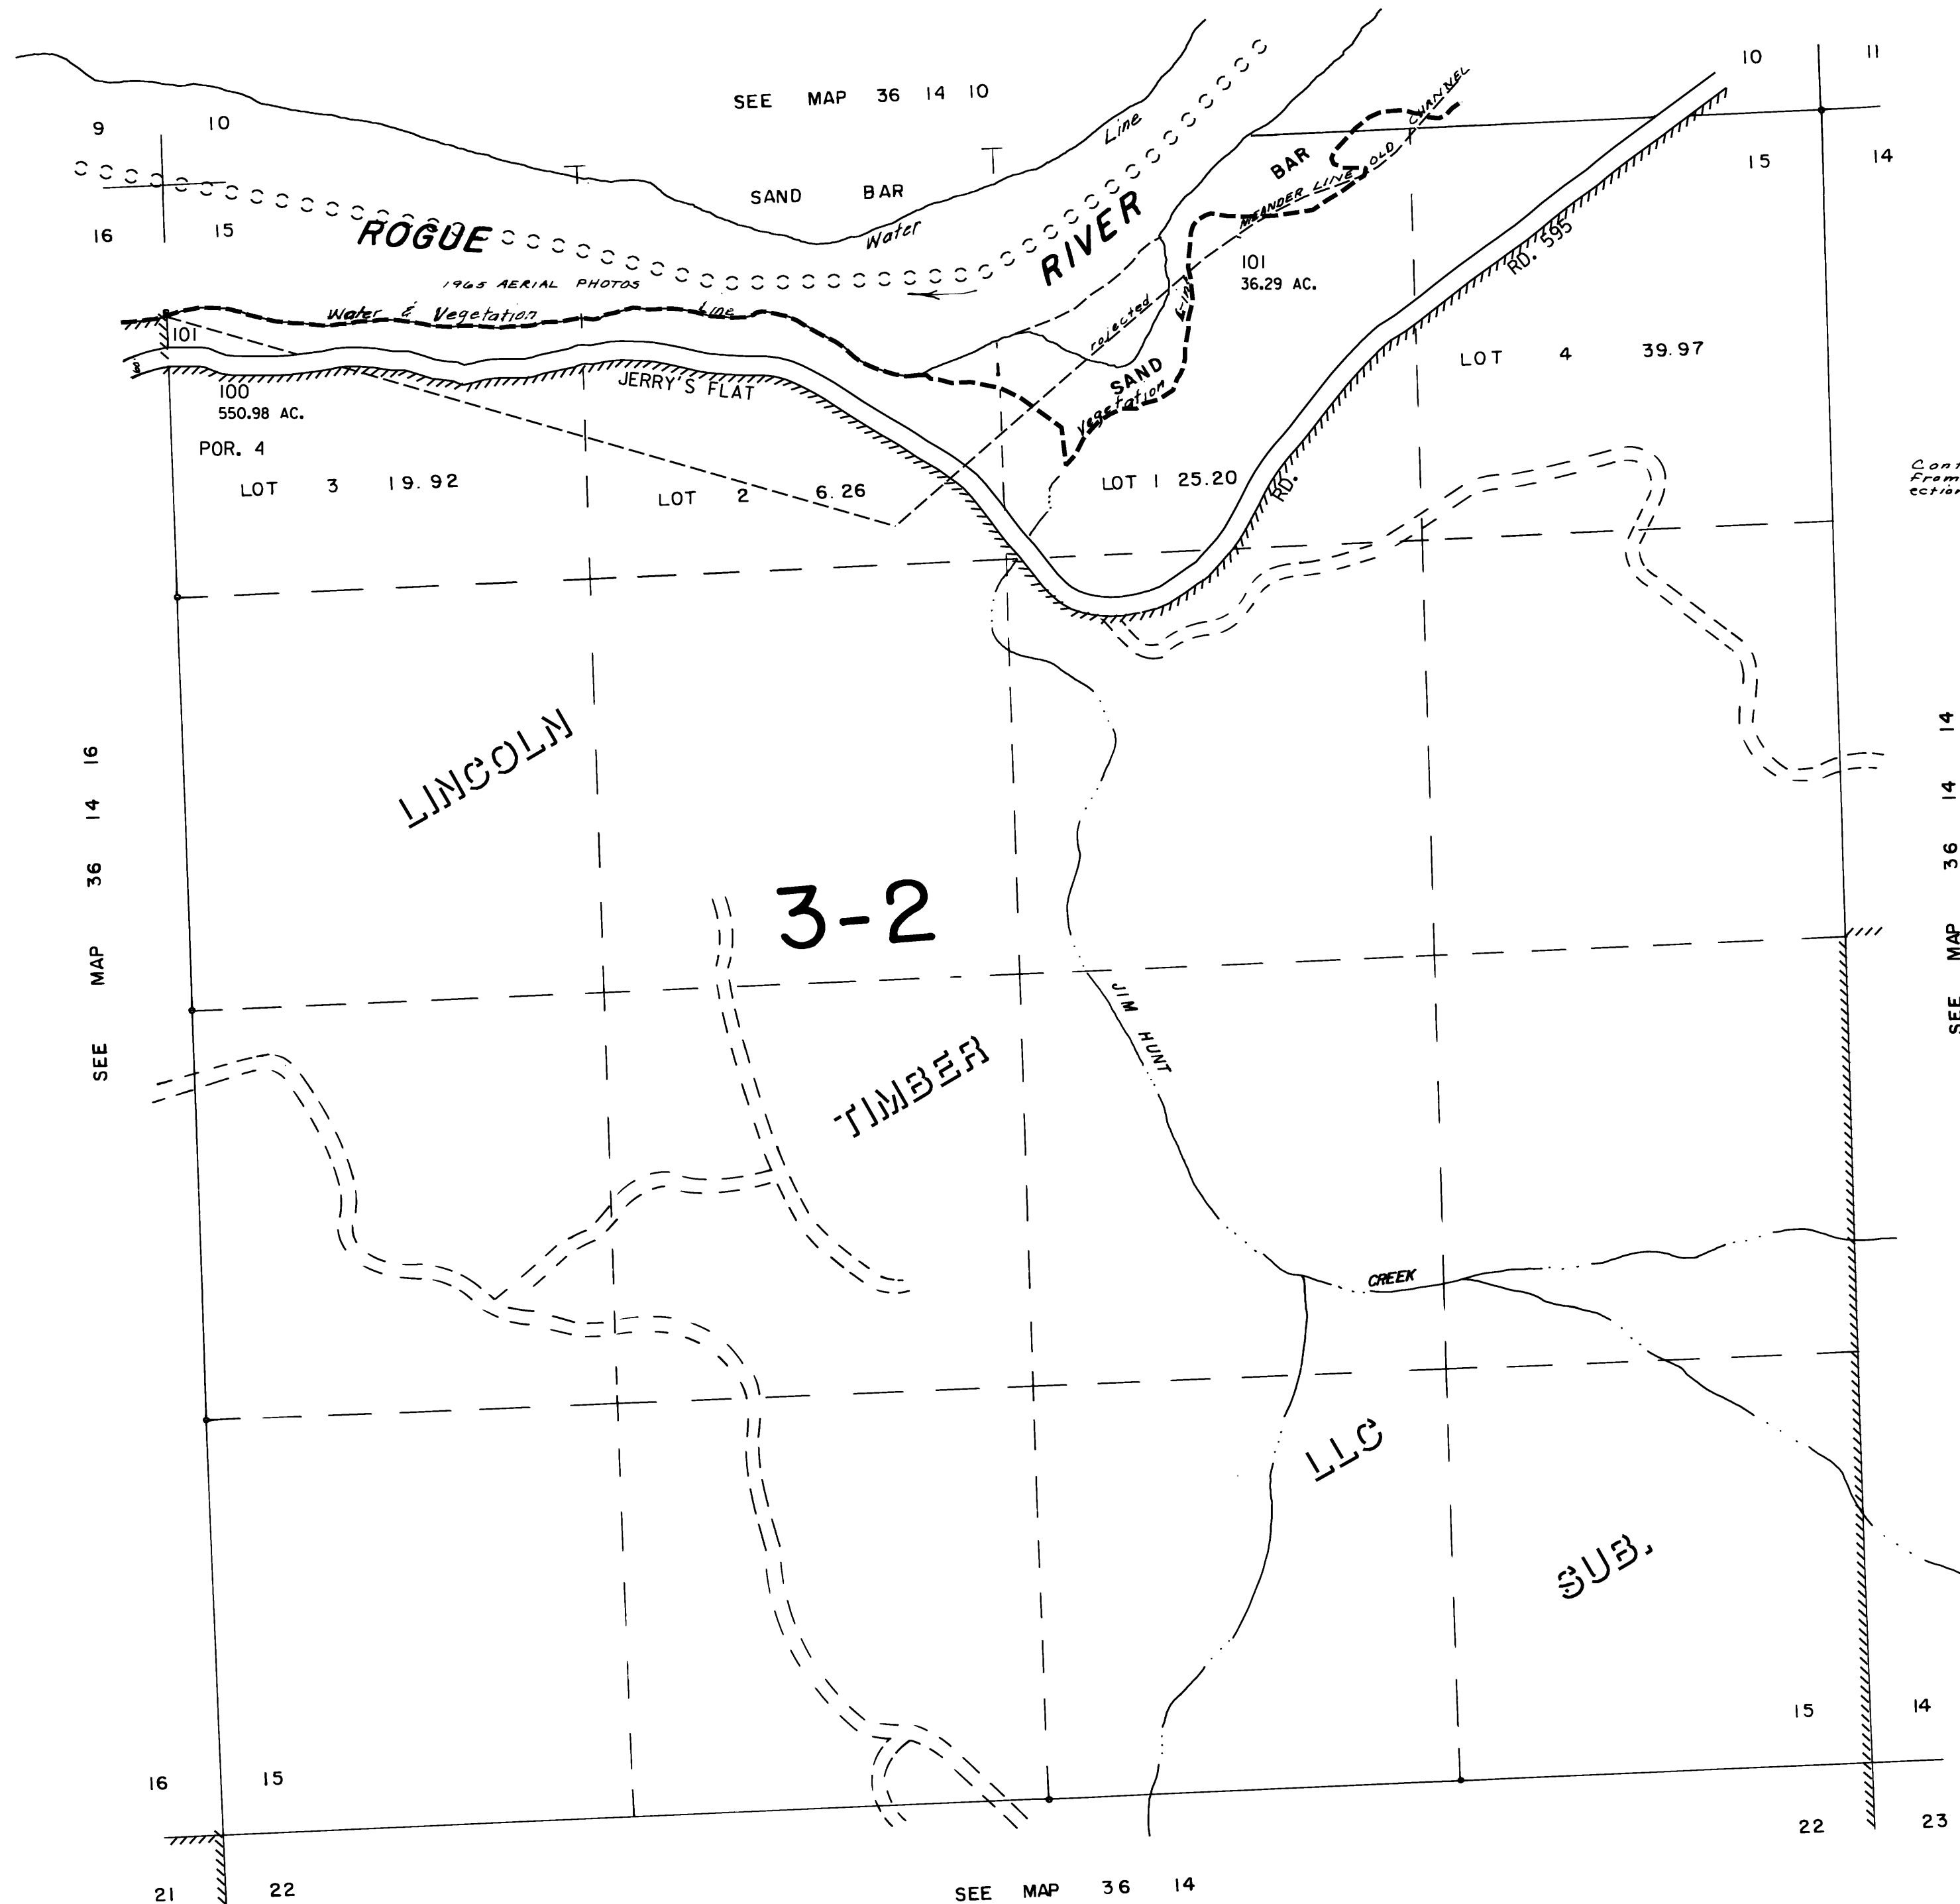 SEE MAP 36 14 10
10
11
9
10
15
14
16
15
SAND BAR
Line
Water
ROGUE
RIVER
BAR
MEANDER LINE OLD CHANNEL
1965 AERIAL PHOTOS
Water & Vegetation Line
101
36.29 AC.
RD. 595
101
60'
rojected
Line
SAND
Vegetation
JERRY'S FLAT
RD.
100
550.98 AC.
POR. 4
LOT 3 19.92
LOT 2 6.26
LOT 1 25.20
LOT 4 39.97
Cont
From
ection
LINCOLN
3-2
TIMBER
LLC
SUB.
JIM HUNT
CREEK
SEE MAP 36 14 16
SEE MAP 36 14 14
15
14
16
15
22
23
21
22
SEE MAP 36 14